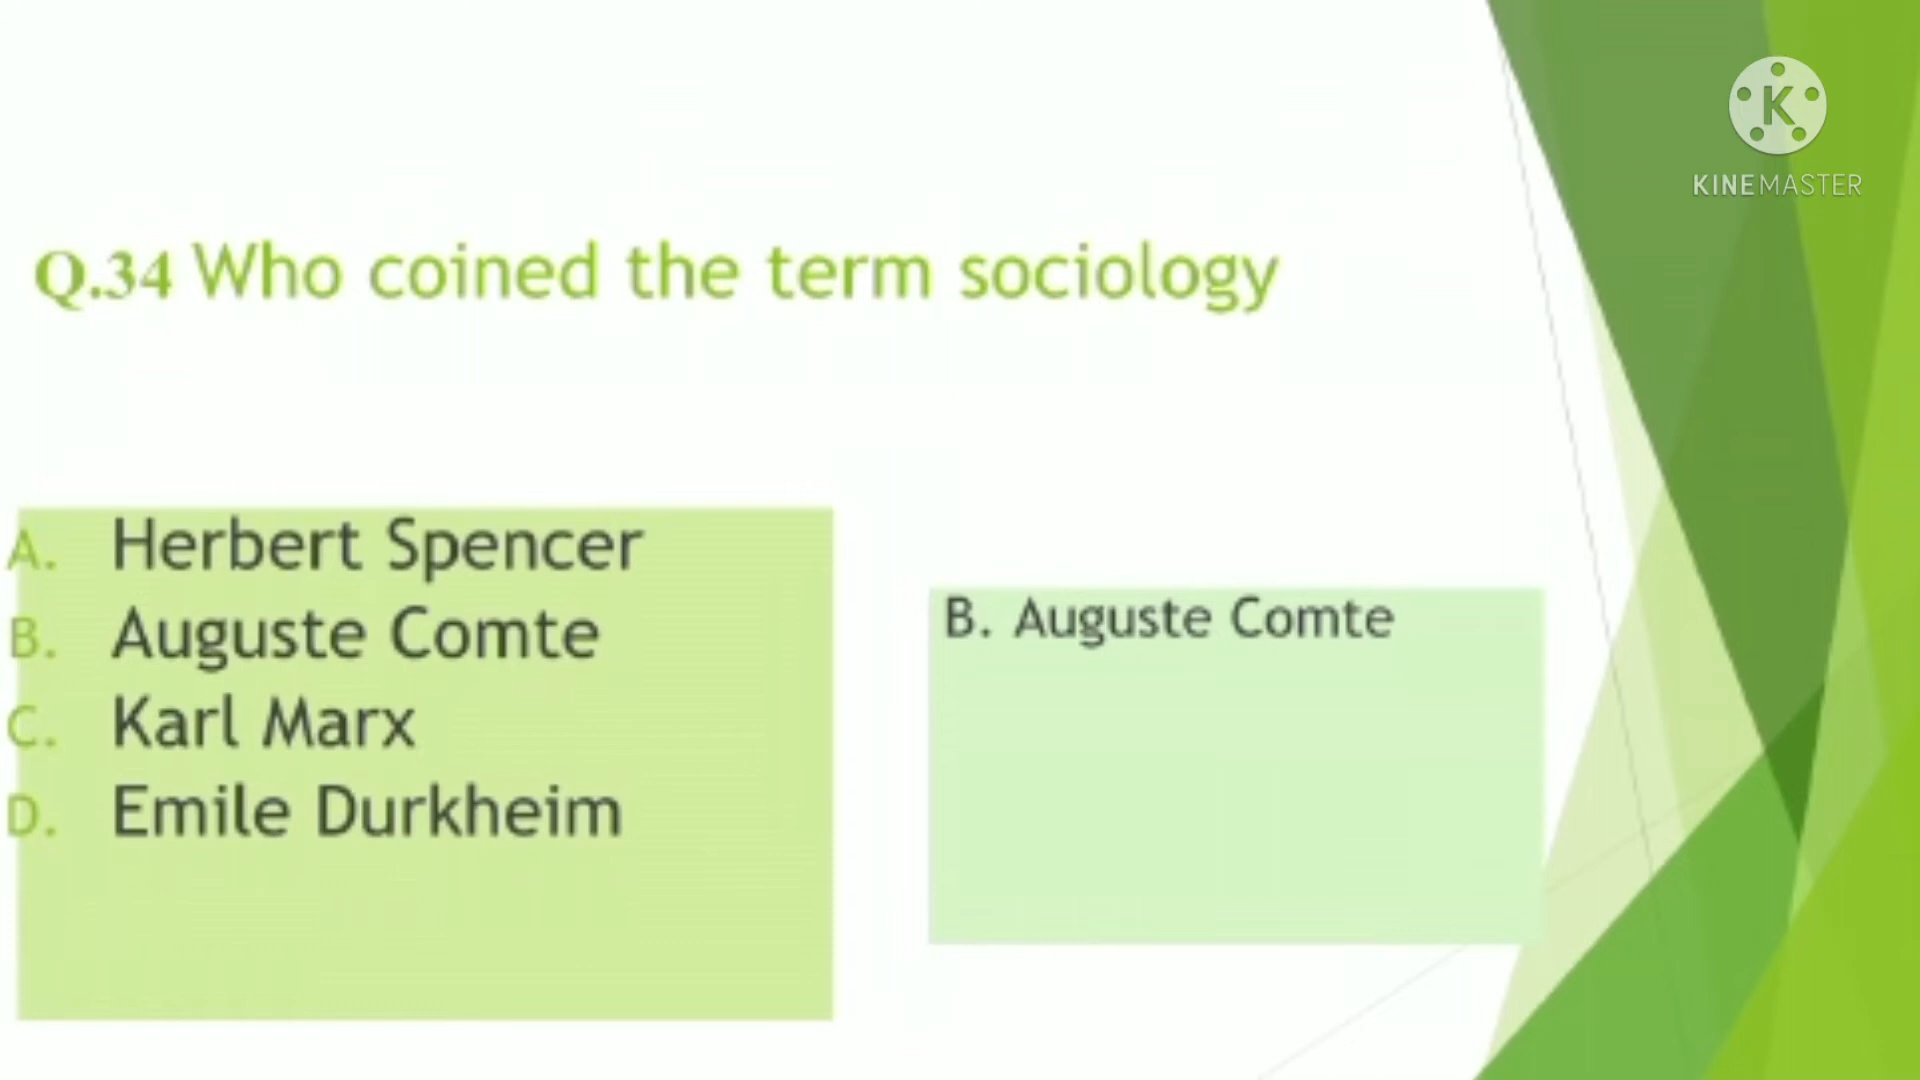 KINEMASTER
Q.34 Who coined the term sociology
A. Herbert Spencer
B. Auguste Comte
C. Karl Marx
D. Emile Durkheim
B. Auguste Comte